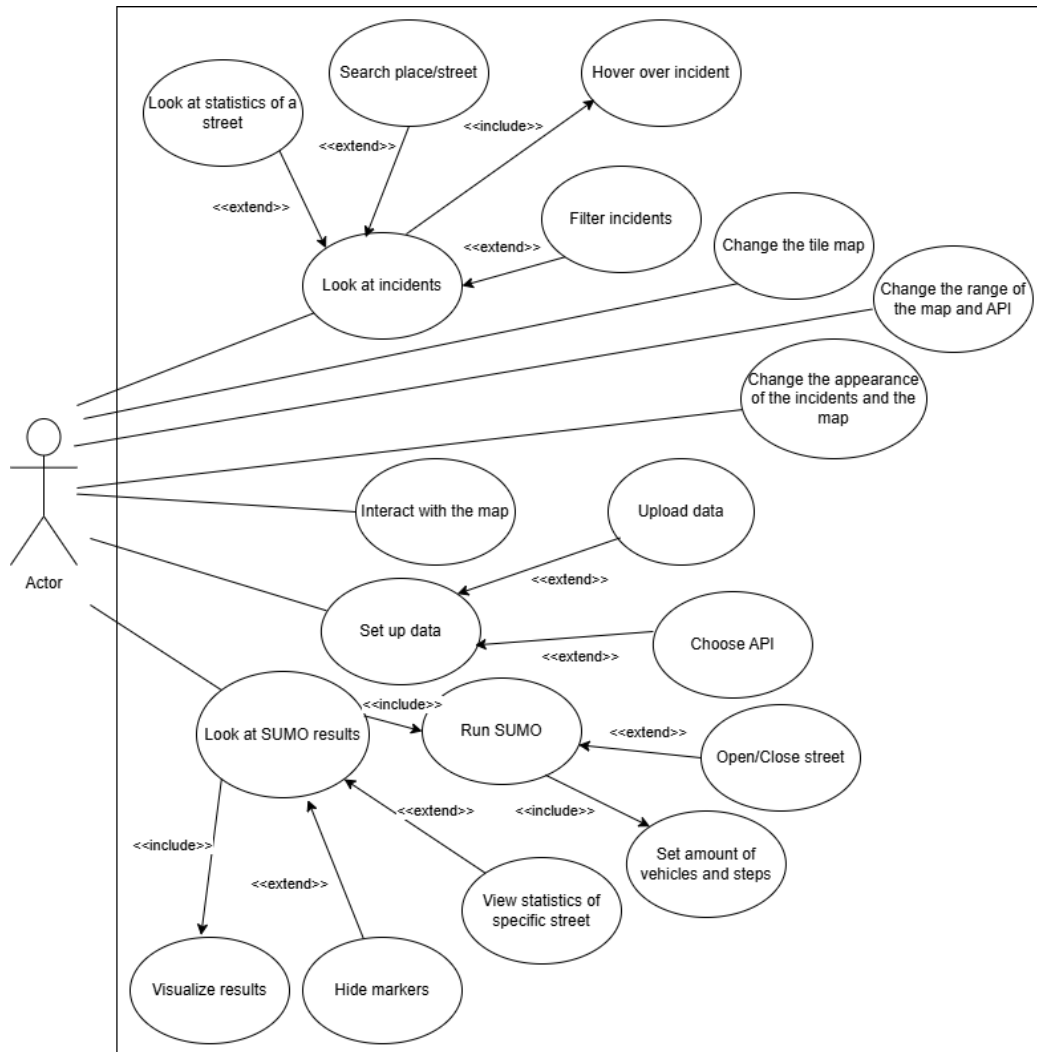 Search place/street
Hover over incident
Look at statistics of a
street
<<include>>
<<extend>>
<<extend>>
Filter incidents
<<extend>>
Change the tile map
Look at incidents
Change the range of
the map and API
Change the appearance
of the incidents and the
map
Interact with the map
Upload data
Actor
<<extend>>
Set up data
Choose API
<<extend>>
<<include>>
Look at SUMO results
Run SUMO
<<extend>>
Open/Close street
<<extend>>
<<include>>
<<include>>
Set amount of
vehicles and steps
<<extend>>
View statistics of
specific street
Visualize results
Hide markers